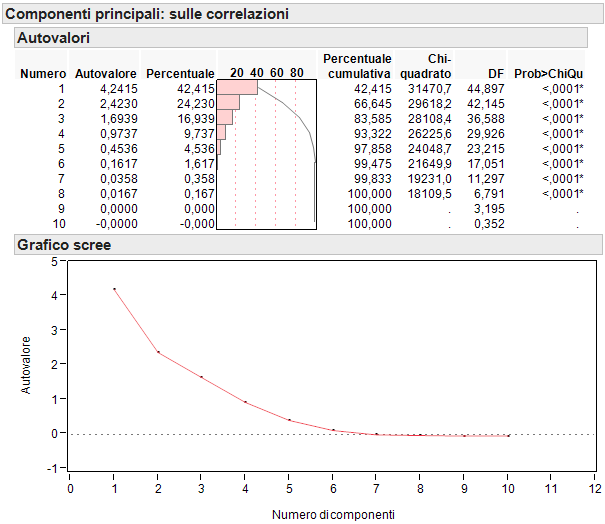 Componenti principali: sulle correlazioni
Autovalori
Percentuale Chi-
Numero Autovalore Percentuale 20 40 60 80 cumulativa quadrato DF Prob>ChiQu
1 4,2415 42,415 42,415 31470,7 44,897 <,0001*
2 2,4230 24,230 66,645 29618,2 42,145 <,0001*
3 1,6939 16,939 83,585 28108,4 36,588 <,0001*
4 0,9737 9,737 93,322 26225,6 29,926 <,0001*
5 0,4536 4,536 97,858 24048,7 23,215 <,0001*
6 0,1617 1,617 99,475 21649,9 17,051 <,0001*
7 0,0358 0,358 99,833 19231,0 11,297 <,0001*
8 0,0167 0,167 100,000 18109,5 6,791 <,0001*
9 0,0000 0,000 100,000 . 3,195 .
10 -0,0000 -0,000 100,000 . 0,352 .
Grafico scree
5
4
3
2
1
0
-1
Autovalore
0 1 2 3 4 5 6 7 8 9 10 11 12
Numero di componenti